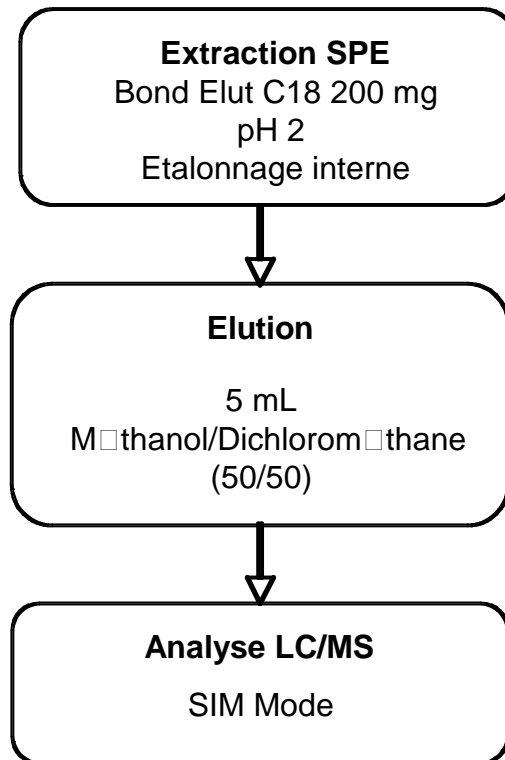 Extraction SPE
Bond Elut C18 200 mg
pH 2
Etalonnage interne
Elution
5 mL
M□thanol/Dichlorom□thane
(50/50)
Analyse LC/MS
SIM Mode